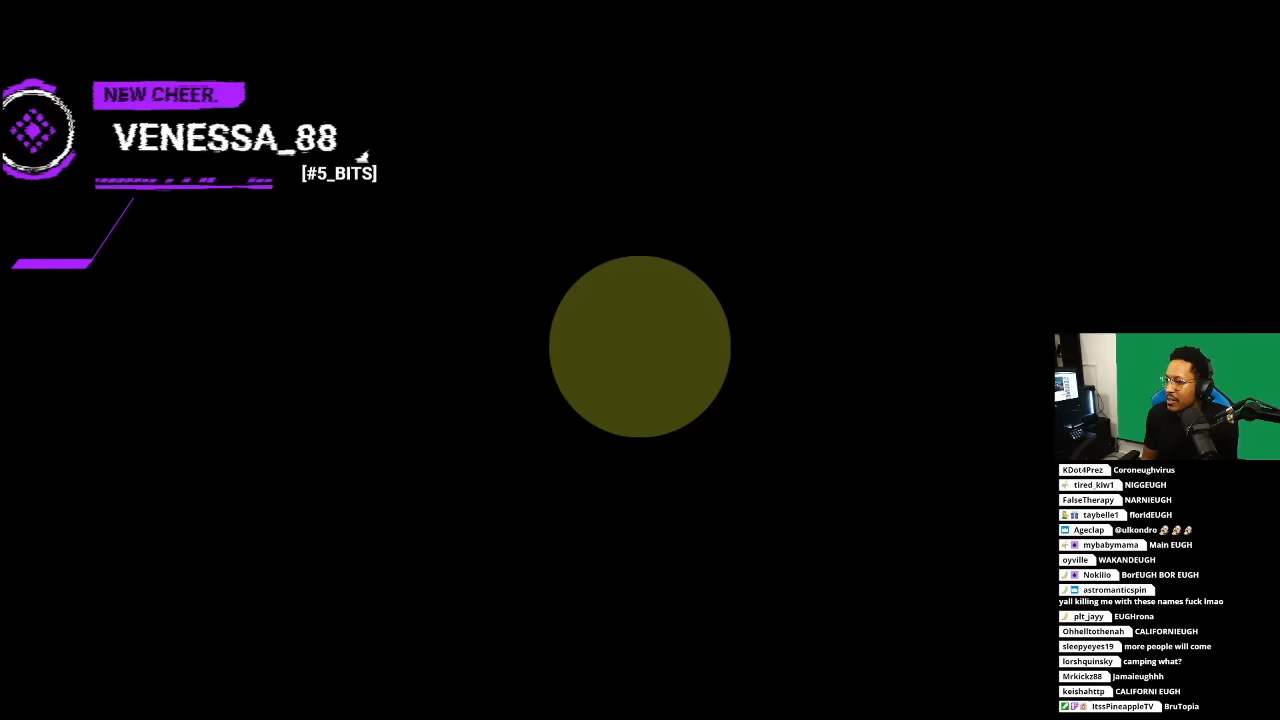 NEW CHEER.
VENESSA_88
[#5_BITS]
KDot4Prez Coroneughvirus
tired_kiw1 NIGGEUGH
FalseTherapy NARNIEUGH
taybelle1 floridEUGH
Ageclap @ulkondro
mybabymama Main EUGH
oyville WAKANDEUGH
Nokilio BorEUGH BOR EUGH
astromanticspin
yall killing me with these names fuck lmao
plt_jayy EUGHrona
Ohhelltothenah CALIFORNIEUGH
sleepyeyes19 more people will come
lorshquinsky camping what?
Mrkickz88 Jamaieughhh
keishahttp CALIFORNI EUGH
ItssPineappleTV BruTopia